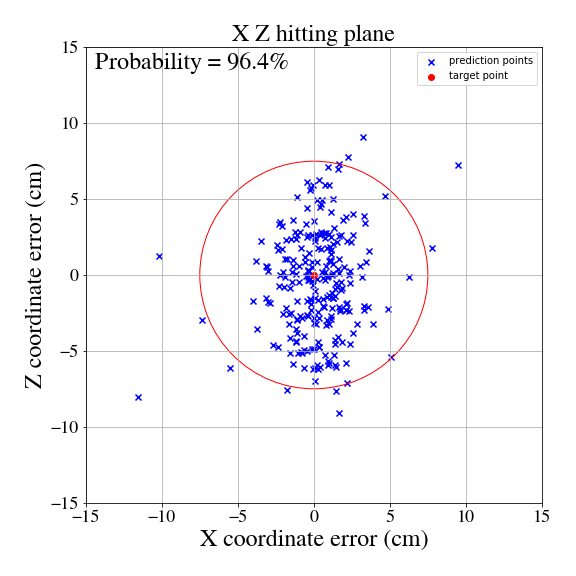 X Z hitting plane
Probability = 96.4%
prediction points
target point
15
10
5
0
−5
−10
−15
Z coordinate error (cm)
−15
−10
−5
0
5
10
15
X coordinate error (cm)